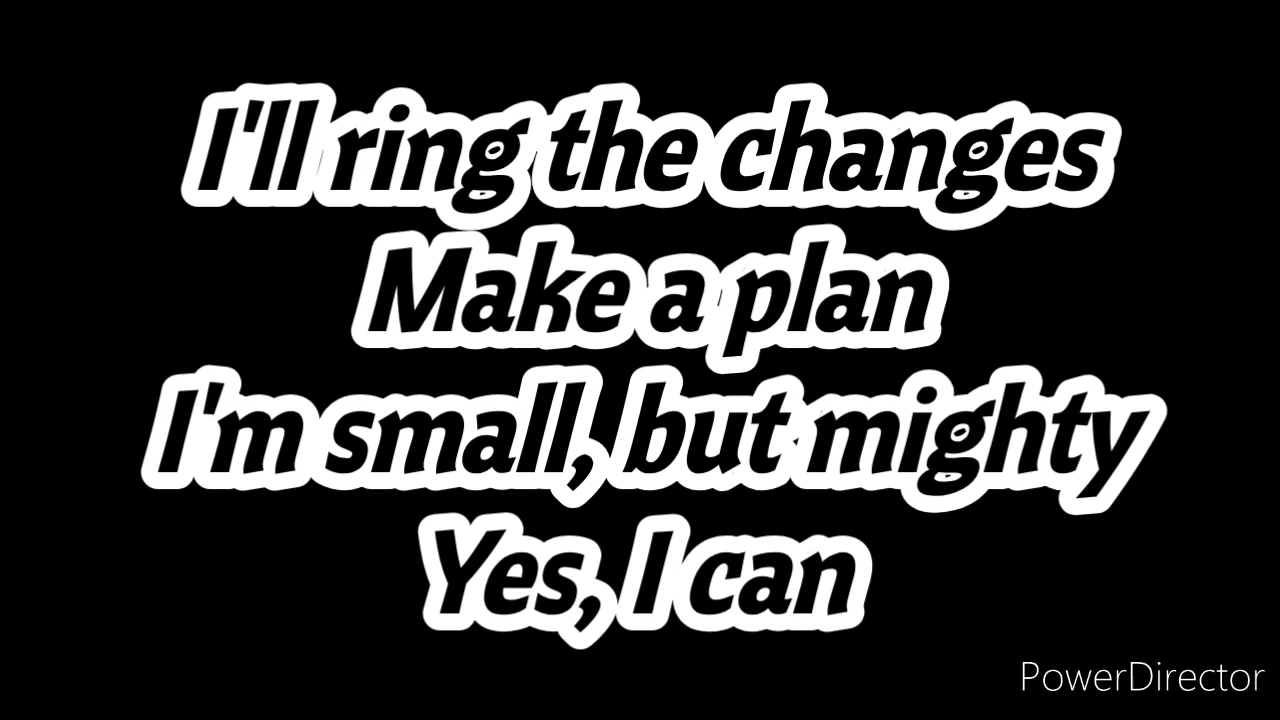 I'll ring the changes
Make a plan
I'm small, but mighty
Yes, I can
PowerDirector